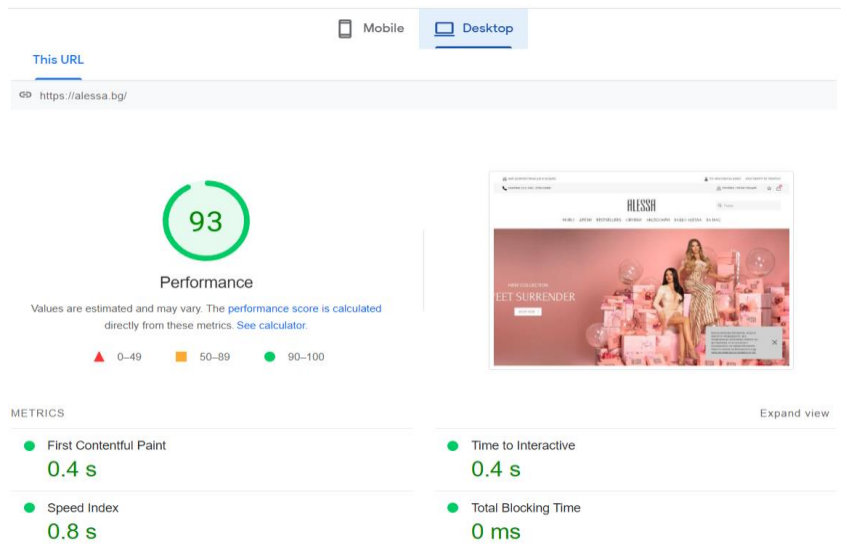 Mobile
Desktop
This URL
https://alessa.bg/
93
Performance
Values are estimated and may vary. The performance score is calculated
directly from these metrics. See calculator.
0–49
50–89
90–100
ALESSA
NEW COLLECTION
EET SURRENDER
METRICS
Expand view
First Contentful Paint
0.4 s
Time to Interactive
0.4 s
Speed Index
0.8 s
Total Blocking Time
0 ms